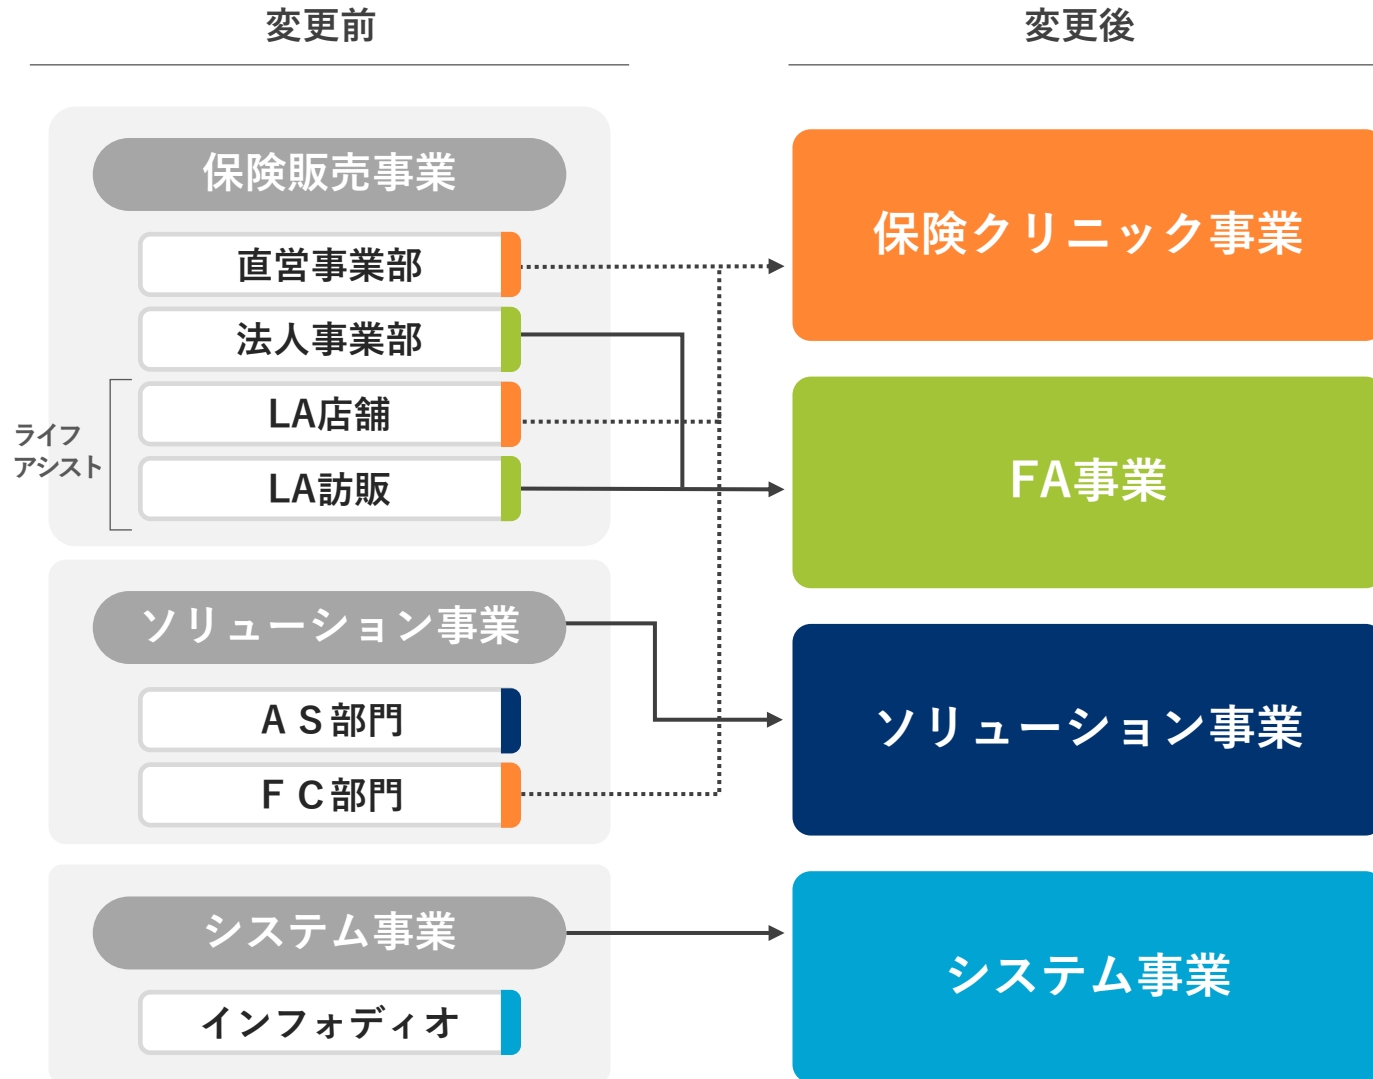 変更前
変更後
保険販売事業
直営事業部
法人事業部
LA店舗
LA訪販
ライフ
アシスト
ソリューション事業
ＡＳ部門
ＦＣ部門
システム事業
インフォディオ
保険クリニック事業
FA事業
ソリューション事業
システム事業